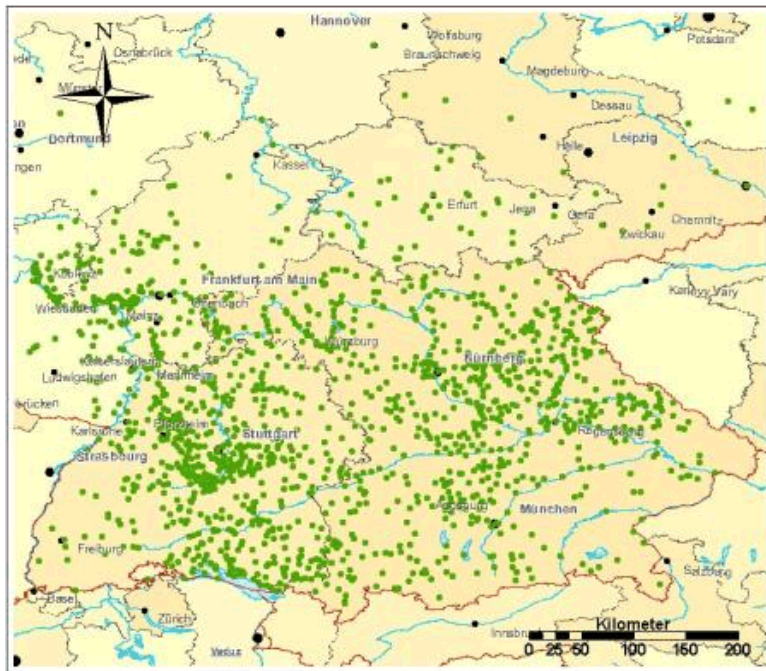 Hannover
N
Wolfsburg
Osnabrück
Braunschweig
Potsdam
Magdeburg
Dessau
Dortmund
Leipzig
Halle
Kassel
Erfurt
Jena
Gera
Chemnitz
Zwickau
Koblenz
Frankfurt am Main
Karlovy Vary
Wiesbaden
Offenbach
Mainz
Würzburg
Kaiserslautern
Nürnberg
Ludwigshafen
Mannheim
Karlsruhe
Pforzheim
Stuttgart
Regensburg
Strasbourg
Augsburg
München
Freiburg
Salzburg
Basel
Zürich
Kilometer
Innsbruck
Vaduz
0 25 50 100 150 200